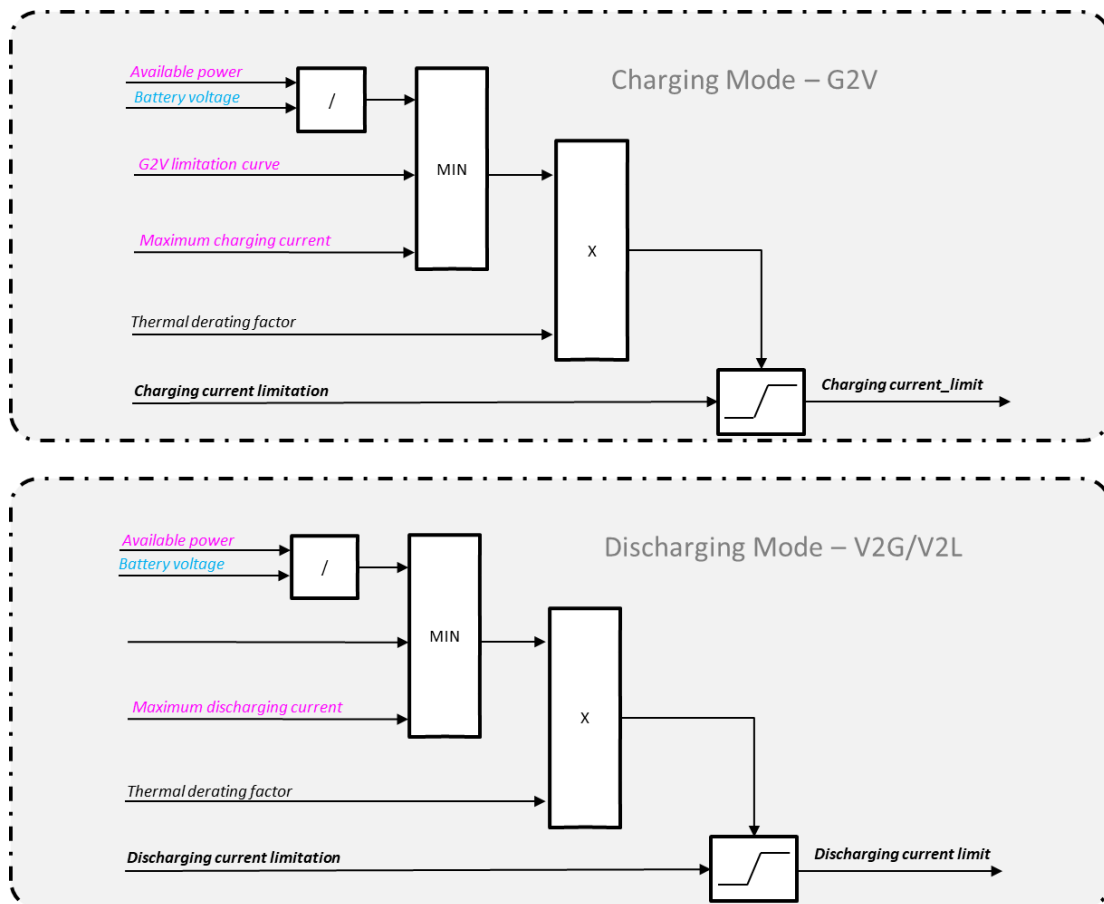 Charging Mode – G2V
Available power
Battery voltage
/
G2V limitation curve
MIN
Maximum charging current
X
Thermal derating factor
Charging current limitation
Charging current_limit
Discharging Mode – V2G/V2L
Available power
Battery voltage
/
MIN
Maximum discharging current
X
Thermal derating factor
Discharging current limitation
Discharging current limit